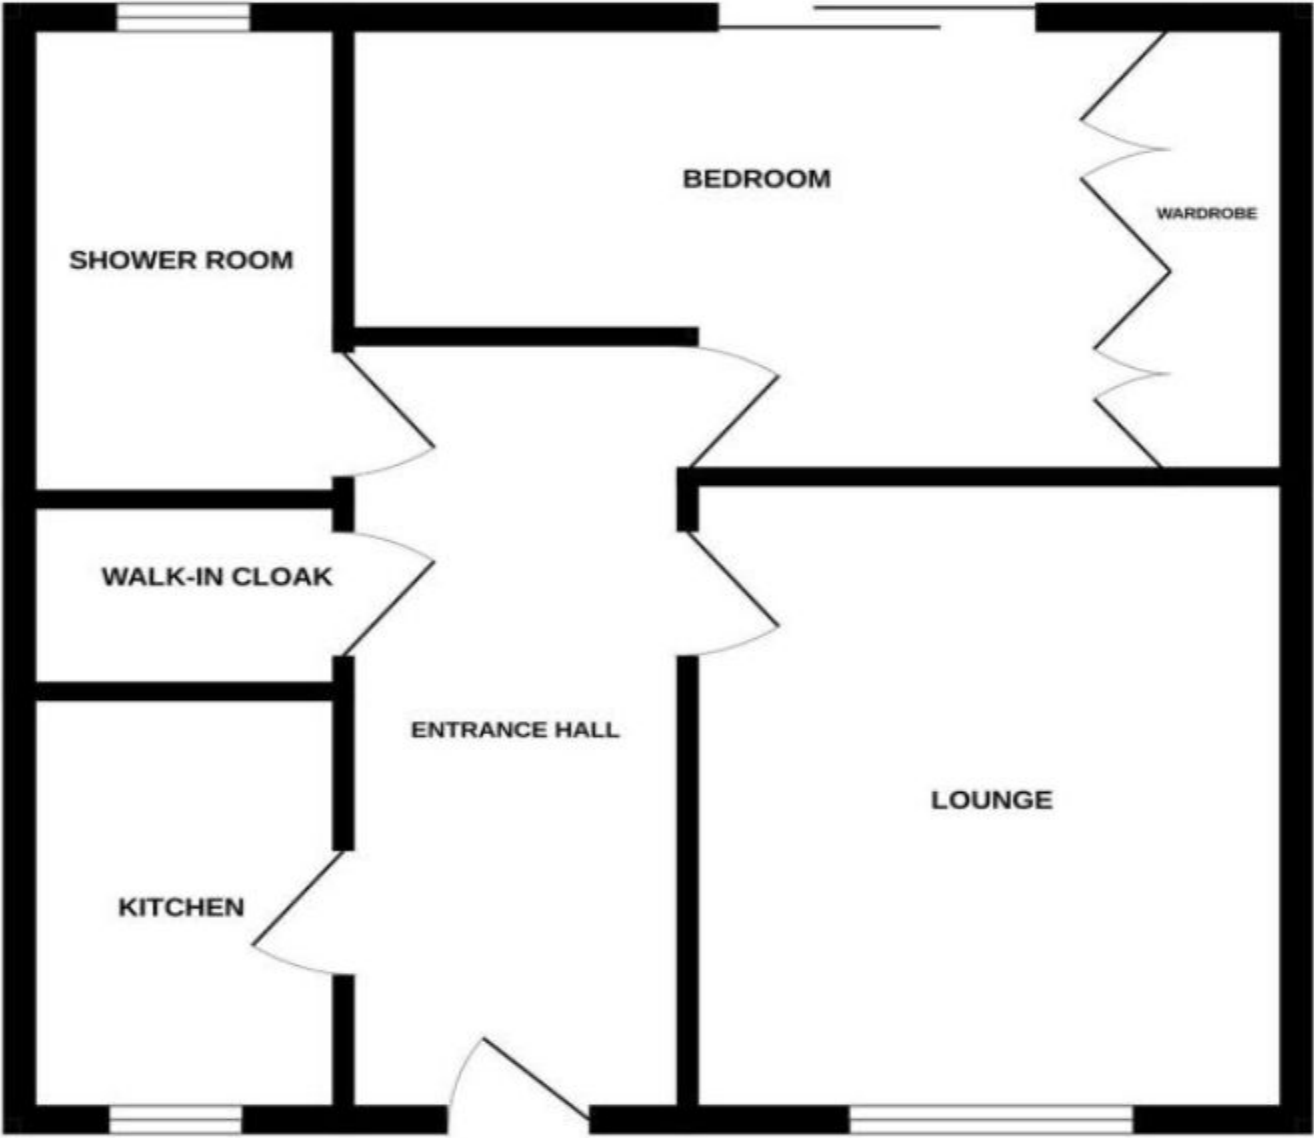 BEDROOM
WARDROBE
SHOWER ROOM
WALK-IN CLOAK
ENTRANCE HALL
LOUNGE
KITCHEN